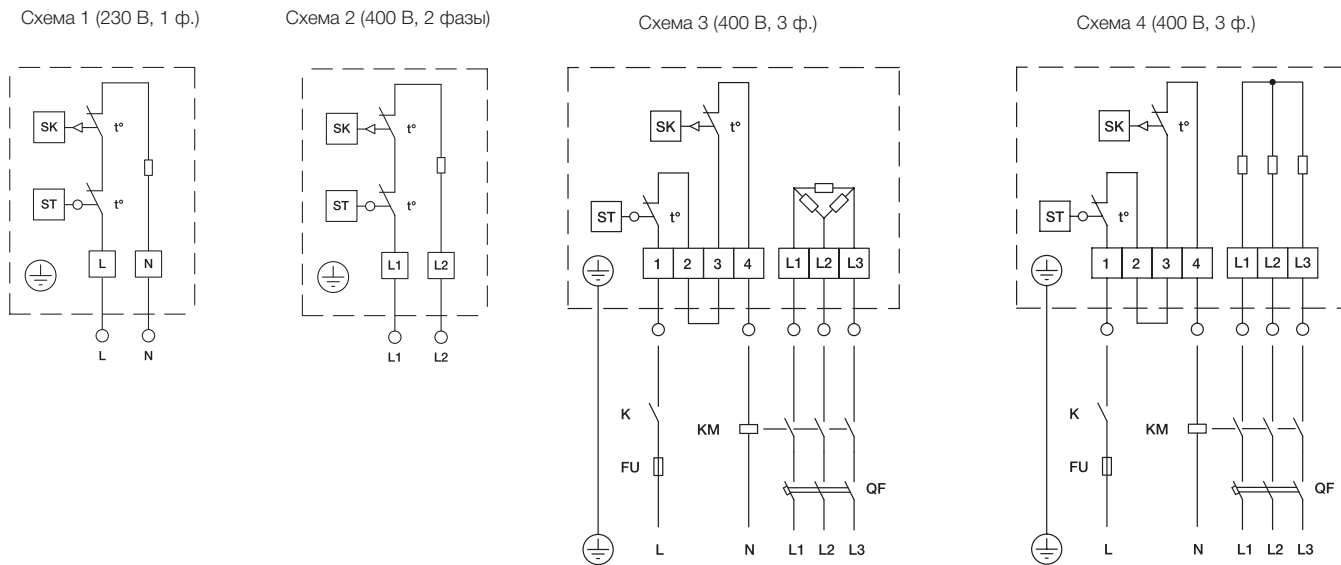 Схема 1 (230 В, 1 ф.)
SK
t°
ST
t°
L
N
L
N
Схема 2 (400 В, 2 фазы)
SK
t°
ST
t°
L1
L2
L1
L2
Схема 3 (400 В, 3 ф.)
SK
t°
ST
t°
1 2 3 4 L1 L2 L3
K
KM
FU
QF
L N L1 L2 L3
Схема 4 (400 В, 3 ф.)
SK
t°
ST
t°
1 2 3 4 L1 L2 L3
K
KM
FU
QF
L N L1 L2 L3